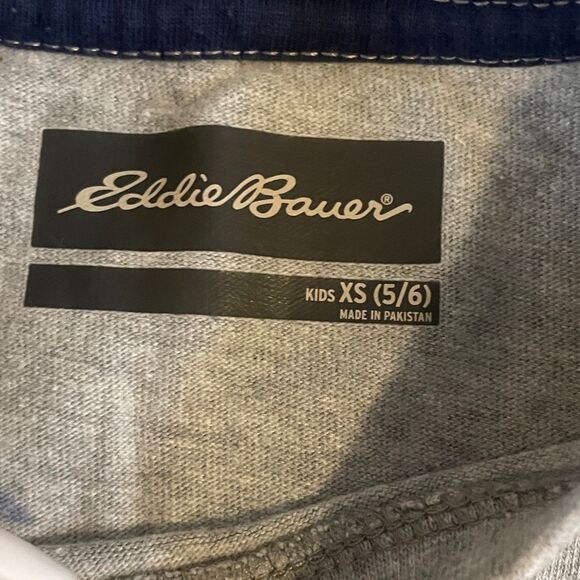 Eddie Bauer®
KIDS XS (5/6)
MADE IN PAKISTAN